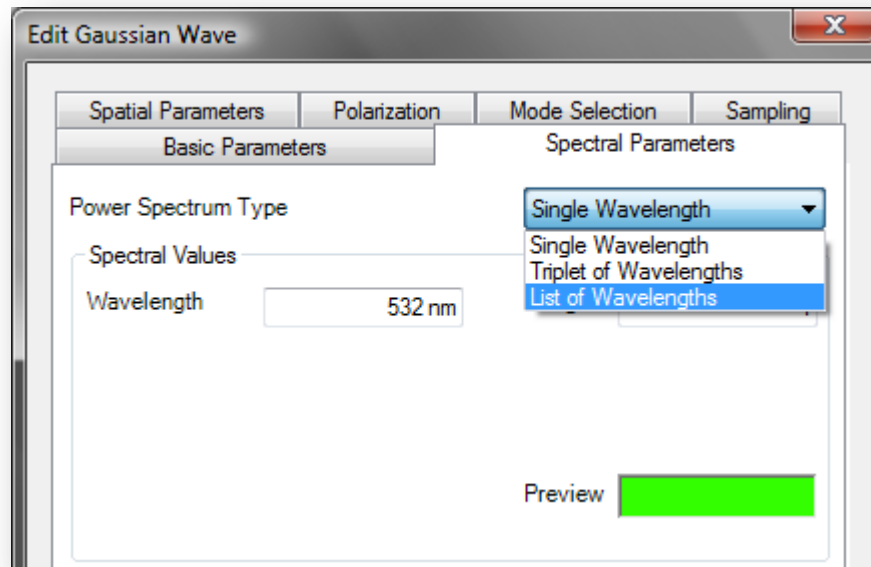 Edit Gaussian Wave
Spatial Parameters Polarization Mode Selection Sampling
Basic Parameters Spectral Parameters
Power Spectrum Type Single Wavelength
Spectral Values Single Wavelength
Triplet of Wavelengths
Wavelength 532 nm List of Wavelengths
Preview